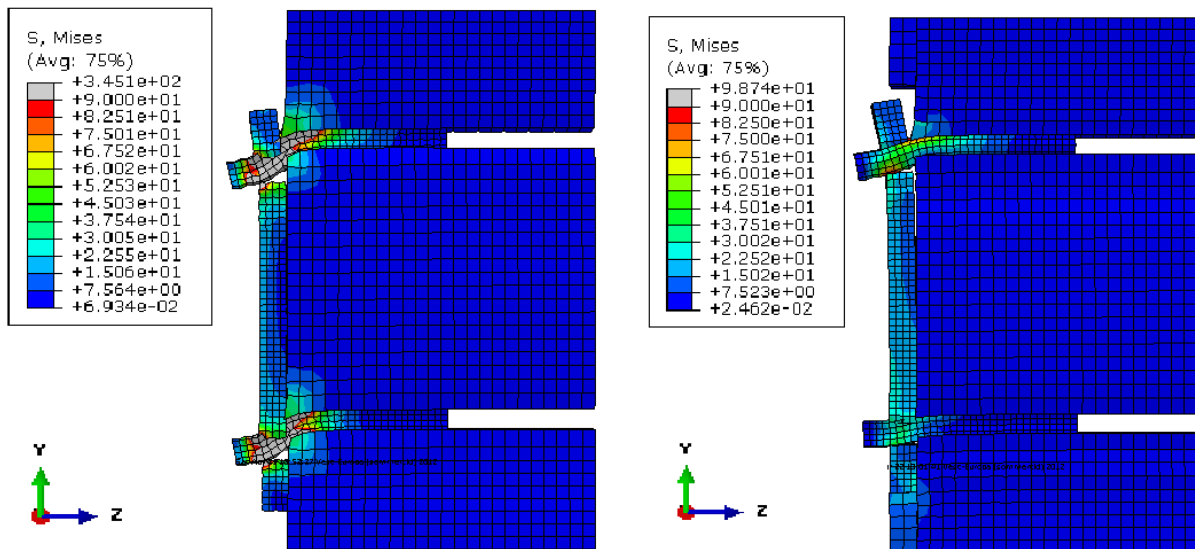 S, Mises
(Avg: 75%)
+3.451e+02
+9.000e+01
+8.251e+01
+7.501e+01
+6.752e+01
+6.002e+01
+5.253e+01
+4.503e+01
+3.754e+01
+3.005e+01
+2.255e+01
+1.506e+01
+7.564e+00
+6.934e-02
Y
Z
S, Mises
(Avg: 75%)
+9.874e+01
+9.000e+01
+8.250e+01
+7.500e+01
+6.751e+01
+6.001e+01
+5.251e+01
+4.501e+01
+3.751e+01
+3.002e+01
+2.252e+01
+1.502e+01
+7.523e+00
+2.462e-02
Y
Z